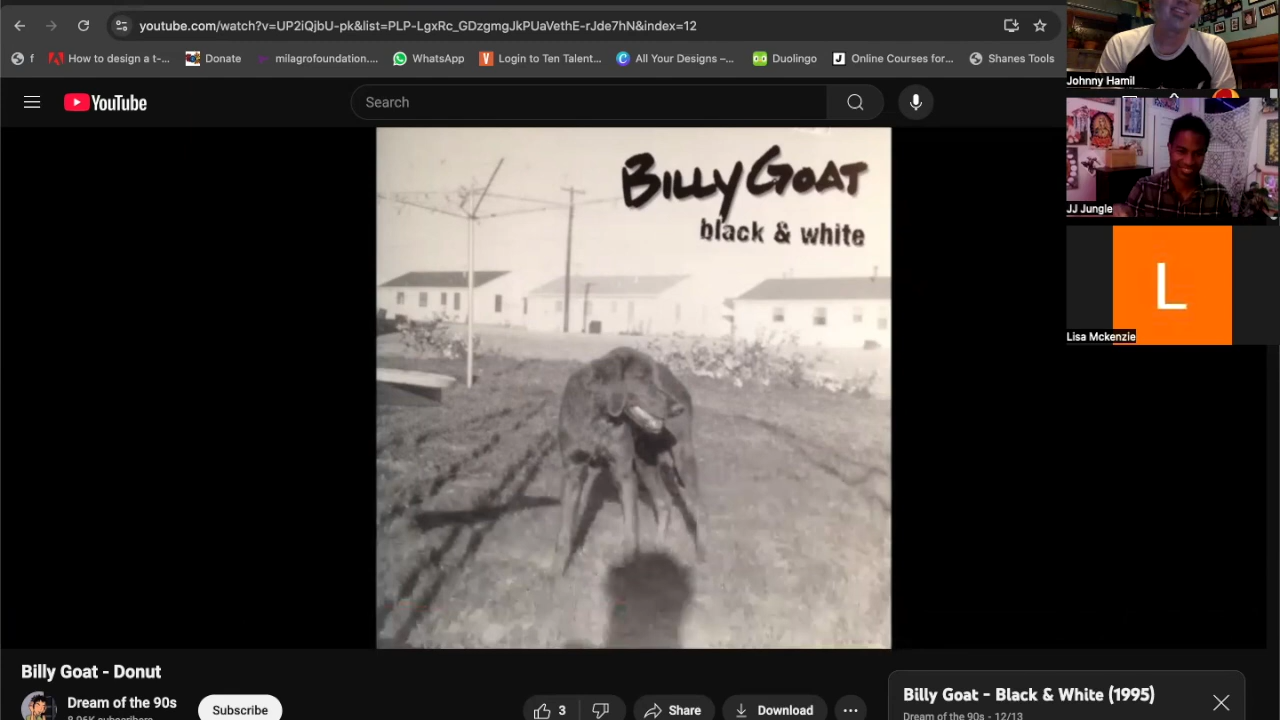 youtube.com/watch?v=UP2iQjbU-pk&list=PLP-LgxRc_GDzgmgJkPUaVethE-rJde7hN&index=12
f How to design a t-... Donate milagrofoundation.... WhatsApp Login to Ten Talent... All Your Designs –... Duolingo Online Courses for... Shanes Tools
Johnny Hamil
YouTube
Search
BILLY GOAT
black & white
JJ Jungle
L
Lisa Mckenzie
Billy Goat - Donut
Dream of the 90s
Subscribe
3
Share
Download
Billy Goat - Black & White (1995)
Dream of the 90s - 12/13